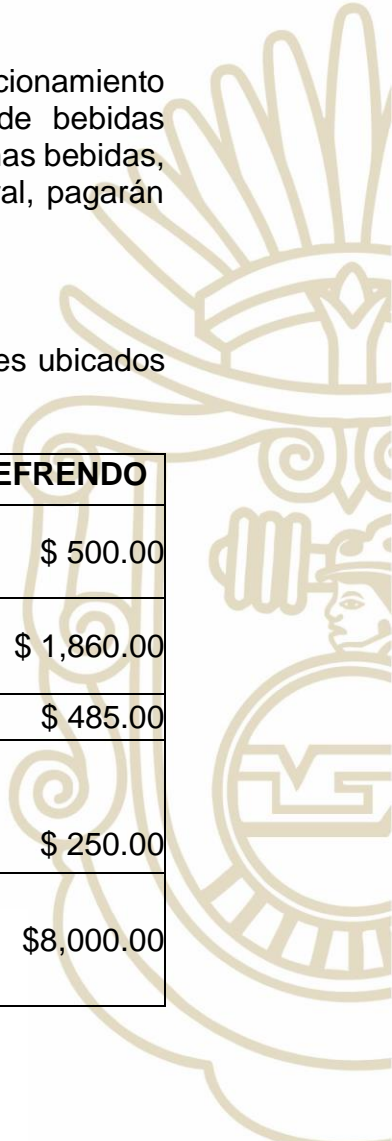 cionamiento
de bebidas
nas bebidas,
al, pagarán
es ubicados
EFRENDO
$ 500.00
$ 1,860.00
$ 485.00
$ 250.00
$8,000.00